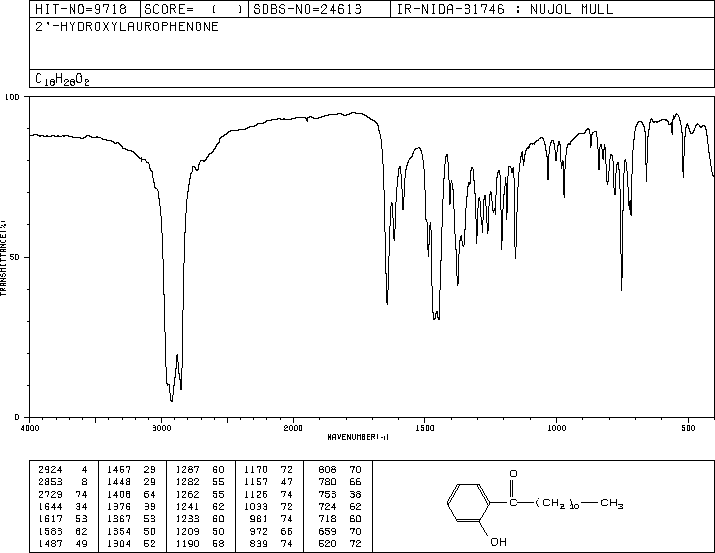 HIT-NO=9718 SCORE= ( ) SDBS-NO=24613 IR-NIDA-31746 : NUJOL MULL
2'-HYDROXYLAUROPHENONE
C18H28O2
100
50
0
TRANSMITTANCE(%)
4000 3000 2000 1500 1000 500
WAVENUMBER(-1)
2924 4 1467 29 1287 60 1170 72 808 70
2853 8 1448 29 1282 55 1157 47 780 66
2729 74 1408 64 1262 55 1126 74 753 38
1644 34 1376 39 1241 62 1033 72 724 62
1617 53 1367 53 1233 60 981 74 718 60
1583 62 1354 50 1209 50 972 66 659 70
1487 49 1304 52 1190 58 839 74 520 72
O
C (CH2)10 CH3
OH